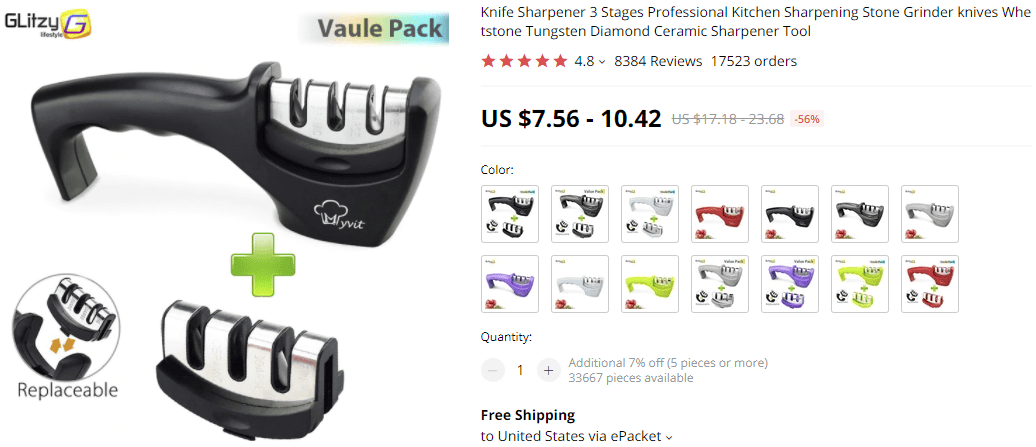 GLitzy
lifestyle
G
Vaule Pack
Myvit
Replaceable
Knife Sharpener 3 Stages Professional Kitchen Sharpening Stone Grinder knives Whe
tstone Tungsten Diamond Ceramic Sharpener Tool
4.8 8384 Reviews 17523 orders
US $7.56 - 10.42 US $17.18 - 23.68 -56%
Color:
Quantity:
1
Additional 7% off (5 pieces or more)
33667 pieces available
Free Shipping
to United States via ePacket